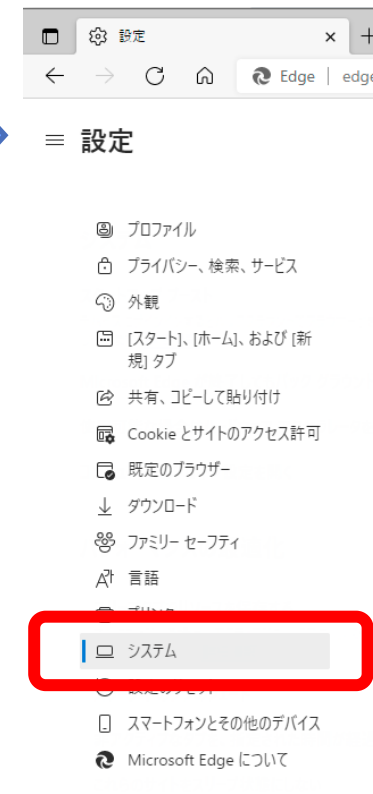 設定
Edge | edge
設定
プロファイル
プライバシー、検索、サービス
外観
[スタート]、[ホーム]、および [新
規] タブ
共有、コピーして貼り付け
Cookie とサイトのアクセス許可
既定のブラウザー
ダウンロード
ファミリー セーフティ
言語
システム
スマートフォンとその他のデバイス
Microsoft Edge について